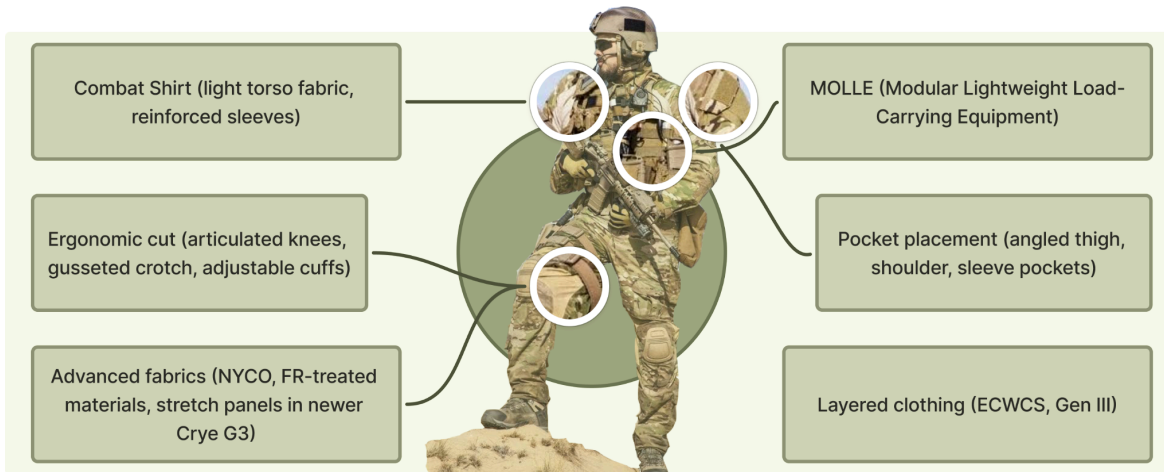 Combat Shirt (light torso fabric,
reinforced sleeves)
MOLLE (Modular Lightweight Load-
Carrying Equipment)
Ergonomic cut (articulated knees,
gusseted crotch, adjustable cuffs)
Pocket placement (angled thigh,
shoulder, sleeve pockets)
Advanced fabrics (NYCO, FR-treated
materials, stretch panels in newer
Crye G3)
Layered clothing (ECWCS, Gen III)